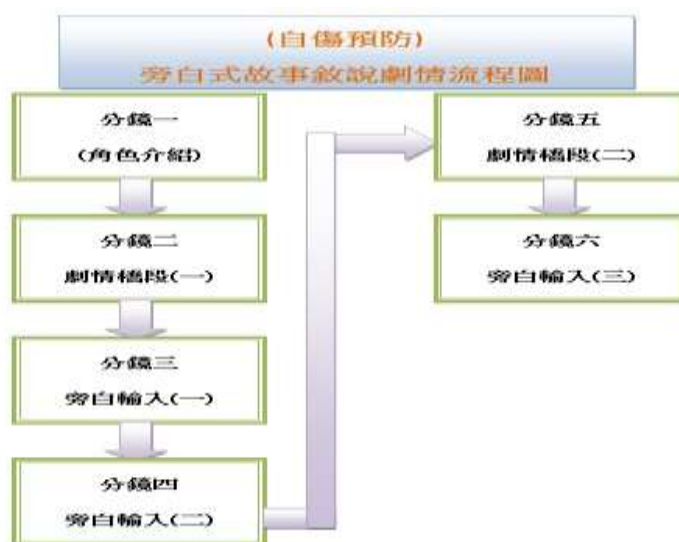 (自傷預防)
旁白式故事敘說劇情流程圖
分鏡一
(角色介紹)
分鏡二
劇情橋段(一)
分鏡三
旁白輸入(一)
分鏡四
旁白輸入(二)
分鏡五
劇情橋段(二)
分鏡六
旁白輸入(三)